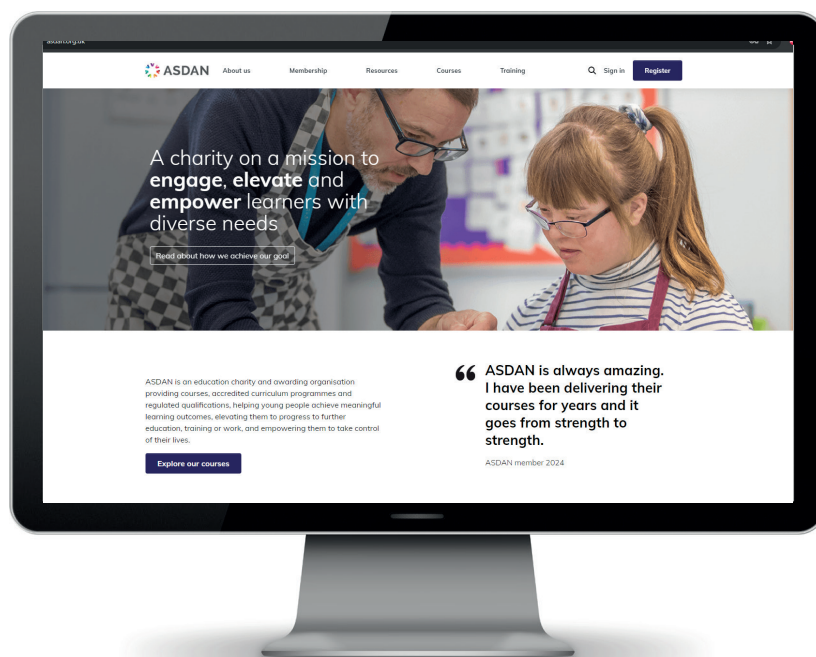 asdan.org.uk
ASDAN
About us Membership Resources Courses Training Sign in Register
A charity on a mission to
engage, elevate and
empower learners with
diverse needs
Read about how we achieve our goal
ASDAN is an education charity and awarding organisation
providing courses, accredited curriculum programmes and
regulated qualifications, helping young people achieve meaningful
learning outcomes, elevating them to progress to further
education, training or work, and empowering them to take control
of their lives.
Explore our courses
“ ASDAN is always amazing.
I have been delivering their
courses for years and it
goes from strength to
strength.
ASDAN member 2024